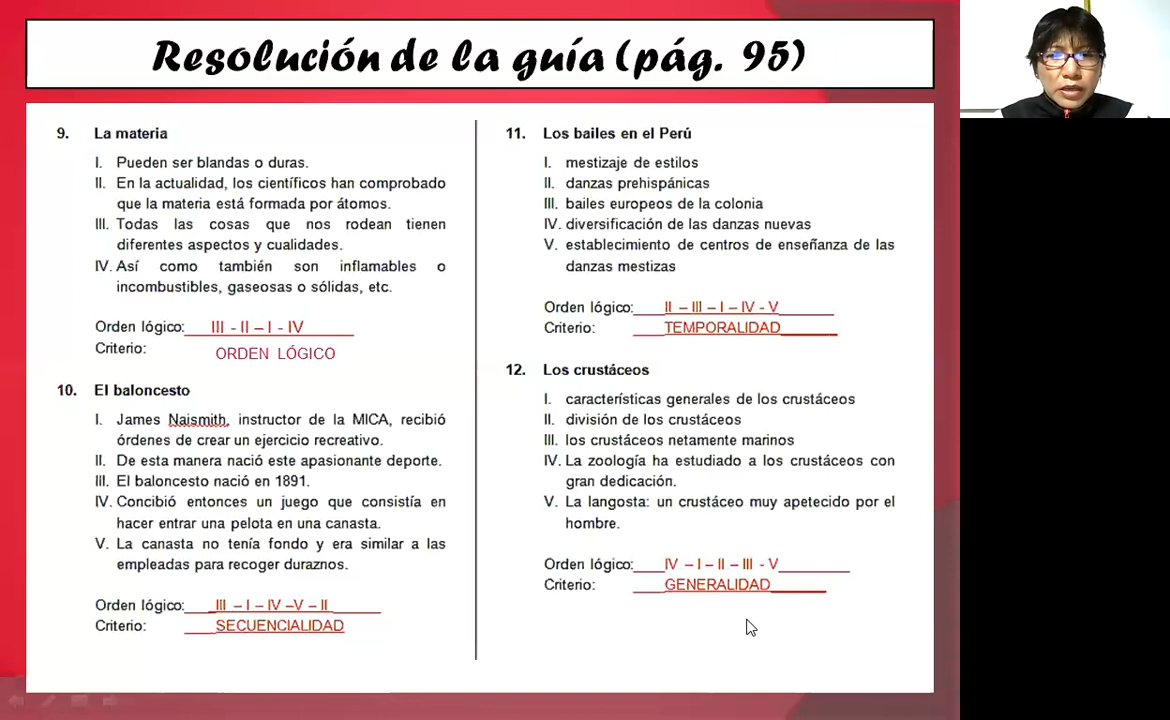 Resolución de la guía (pág. 95)
9. La materia
I. Pueden ser blandas o duras.
II. En la actualidad, los científicos han comprobado
que la materia está formada por átomos.
III. Todas las cosas que nos rodean tienen
diferentes aspectos y cualidades.
IV. Así como también son inflamables o
incombustibles, gaseosas o sólidas, etc.
Orden lógico: III - II – I - IV
Criterio: ORDEN LÓGICO
10. El baloncesto
I. James Naismith, instructor de la MICA, recibió
órdenes de crear un ejercicio recreativo.
II. De esta manera nació este apasionante deporte.
III. El baloncesto nació en 1891.
IV. Concibió entonces un juego que consistía en
hacer entrar una pelota en una canasta.
V. La canasta no tenía fondo y era similar a las
empleadas para recoger duraznos.
Orden lógico: III – I – IV –V – II
Criterio: SECUENCIALIDAD
11. Los bailes en el Perú
I. mestizaje de estilos
II. danzas prehispánicas
III. bailes europeos de la colonia
IV. diversificación de las danzas nuevas
V. establecimiento de centros de enseñanza de las
danzas mestizas
Orden lógico: II – III – I – IV - V
Criterio: TEMPORALIDAD
12. Los crustáceos
I. características generales de los crustáceos
II. división de los crustáceos
III. los crustáceos netamente marinos
IV. La zoología ha estudiado a los crustáceos con
gran dedicación.
V. La langosta: un crustáceo muy apetecido por el
hombre.
Orden lógico: IV – I – II – III - V
Criterio: GENERALIDAD